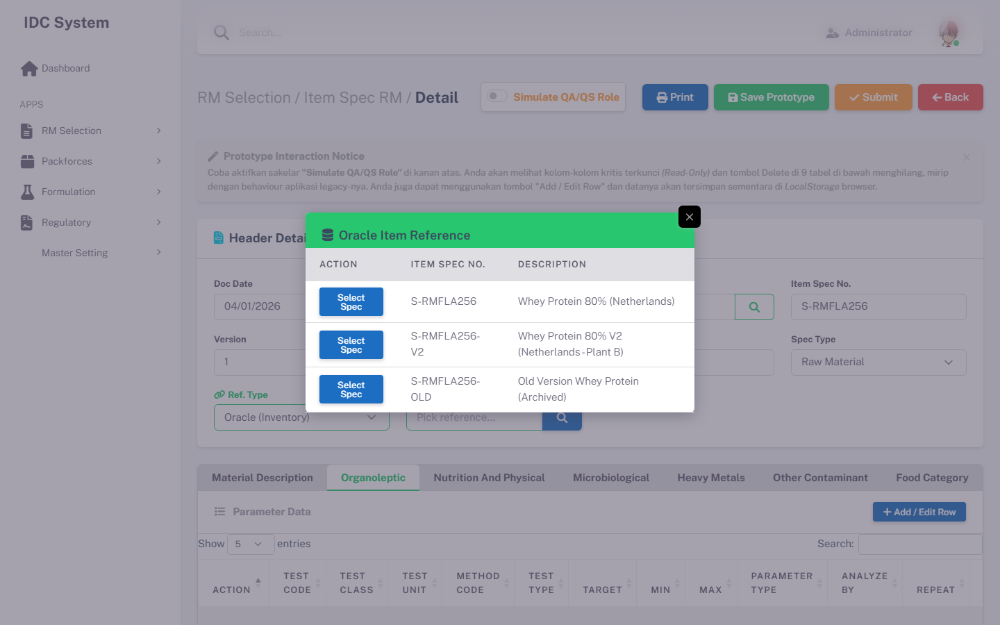 IDC System
Search...
Administrator
Dashboard
APPS
RM Selection
Packforces
Formulation
Regulatory
Master Setting
RM Selection / Item Spec RM / Detail
Simulate QA/QS Role
Print
Save Prototype
Submit
Back
Prototype Interaction Notice
Coba aktifkan sakelar "Simulate QA/QS Role" di kanan atas. Anda akan melihat kolom-kolom kritis terkunci (Read-Only) dan tombol Delete di 9 tabel di bawah menghilang, mirip
dengan behaviour aplikasi legacy-nya. Anda juga dapat menggunakan tombol "Add / Edit Row" dan datanya akan tersimpan sementara di LocalStorage browser.
Oracle Item Reference
ACTION ITEM SPEC NO. DESCRIPTION
Select
Spec
S-RMFLA256
Whey Protein 80% (Netherlands)
Select
Spec
S-RMFLA256-
V2
Whey Protein 80% V2
(Netherlands - Plant B)
Select
Spec
S-RMFLA256-
OLD
Old Version Whey Protein
(Archived)
Header Detai
Doc Date
04/01/2026
Item Spec No.
S-RMFLA256
Version
1
Spec Type
Raw Material
Ref. Type
Oracle (Inventory)
Pick reference...
Material Description
Organoleptic
Nutrition And Physical
Microbiological
Heavy Metals
Other Contaminant
Food Category
Parameter Data
Add / Edit Row
Show 5 entries
Search:
ACTION
TEST
CODE
TEST
CLASS
TEST
UNIT
METHOD
CODE
TEST
TYPE
TARGET
MIN
MAX
PARAMETER
TYPE
ANALYZE
BY
REPEAT